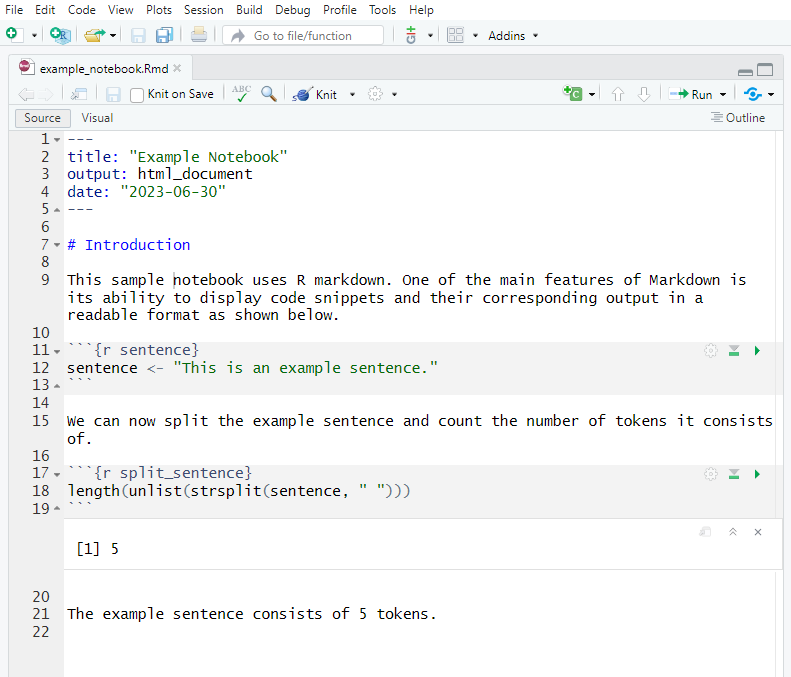 File Edit Code View Plots Session Build Debug Profile Tools Help
Go to file/function Addins
example_notebook.Rmd
Knit on Save ABC Knit Run
Source Visual Outline
1 ---
2 title: "Example Notebook"
3 output: html_document
4 date: "2023-06-30"
5 ---
6
7 # Introduction
8
9 This sample notebook uses R markdown. One of the main features of Markdown is
its ability to display code snippets and their corresponding output in a
readable format as shown below.
10
11 ```{r sentence}
12 sentence <- "This is an example sentence."
13 ```
14
15 We can now split the example sentence and count the number of tokens it consists
of.
16
17 ```{r split_sentence}
18 length(unlist(strsplit(sentence, " ")))
19 ```
[1] 5
20
21 The example sentence consists of 5 tokens.
22